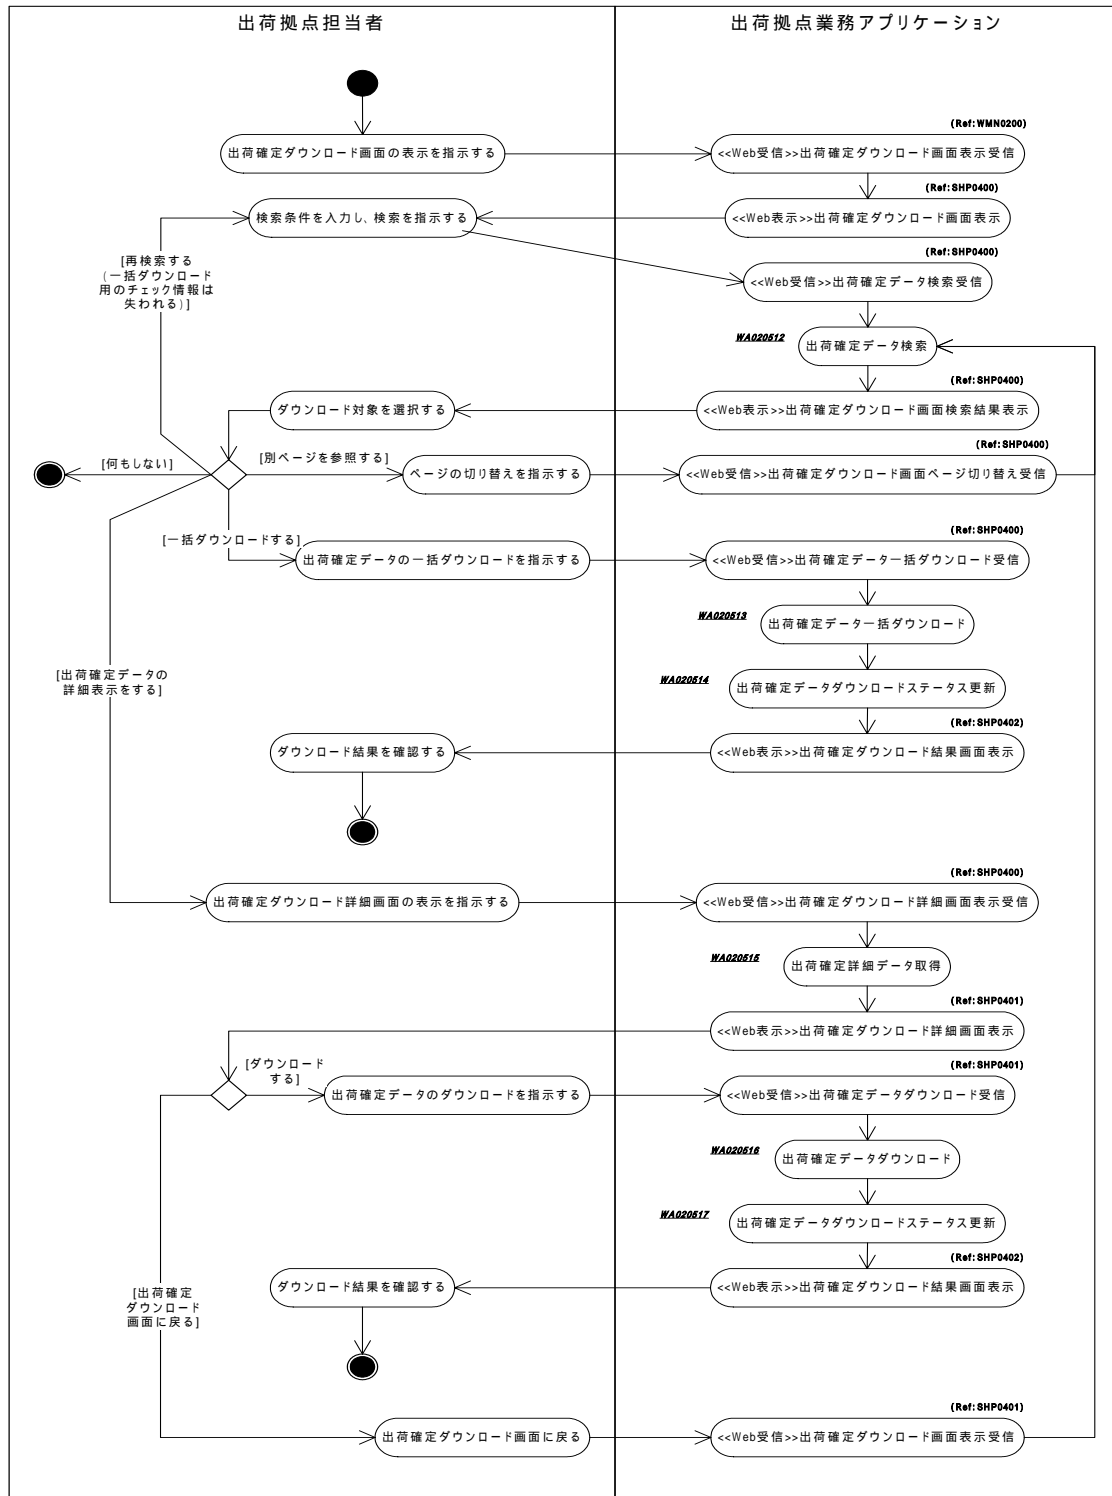 出荷拠点担当者
出荷拠点業務アプリケーション
(Ref:WMN0200)
出荷確定ダウンロード画面の表示を指示する
<<Web受信>>出荷確定ダウンロード画面表示受信
(Ref:SHP0400)
検索条件を入力し、検索を指示する
<<Web表示>>出荷確定ダウンロード画面表示
(Ref:SHP0400)
[再検索する
(一括ダウンロード
用のチェック情報は
失われる)]
<<Web受信>>出荷確定データ検索受信
WA020512
出荷確定データ検索
(Ref:SHP0400)
ダウンロード対象を選択する
<<Web表示>>出荷確定ダウンロード画面検索結果表示
(Ref:SHP0400)
[何もしない]
[別ページを参照する]
ページの切り替えを指示する
<<Web受信>>出荷確定ダウンロード画面ページ切り替え受信
(Ref:SHP0400)
[一括ダウンロードする]
出荷確定データの一括ダウンロードを指示する
<<Web受信>>出荷確定データ一括ダウンロード受信
WA020513
出荷確定データ一括ダウンロード
[出荷確定データの
詳細表示をする]
WA020514
出荷確定データダウンロードステータス更新
(Ref:SHP0402)
ダウンロード結果を確認する
<<Web表示>>出荷確定ダウンロード結果画面表示
(Ref:SHP0400)
出荷確定ダウンロード詳細画面の表示を指示する
<<Web受信>>出荷確定ダウンロード詳細画面表示受信
WA020515
出荷確定詳細データ取得
(Ref:SHP0401)
<<Web表示>>出荷確定ダウンロード詳細画面表示
(Ref:SHP0401)
[ダウンロード
する]
出荷確定データのダウンロードを指示する
<<Web受信>>出荷確定データダウンロード受信
WA020516
出荷確定データダウンロード
WA020517
出荷確定データダウンロードステータス更新
(Ref:SHP0402)
ダウンロード結果を確認する
<<Web表示>>出荷確定ダウンロード結果画面表示
[出荷確定
ダウンロード
画面に戻る]
(Ref:SHP0401)
出荷確定ダウンロード画面に戻る
<<Web受信>>出荷確定ダウンロード画面表示受信